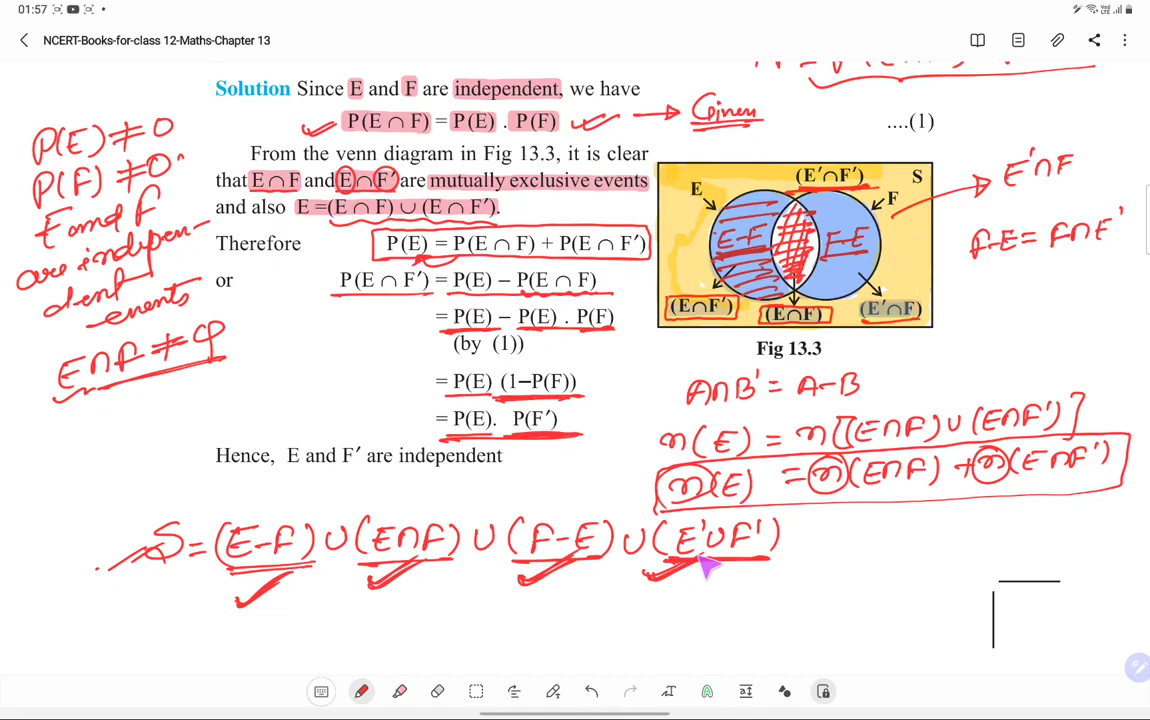 01:57
NCERT-Books-for-class 12-Maths-Chapter 13
Solution Since E and F are independent, we have
P(E ∩ F) = P(E) . P(F) → Given ....(1)
From the venn diagram in Fig 13.3, it is clear
that E ∩ F and E ∩ F′ are mutually exclusive events
and also E =(E ∩ F) ∪ (E ∩ F′).
Therefore P(E) = P(E ∩ F) + P(E ∩ F′)
or P(E ∩ F′) = P(E) − P(E ∩ F)
= P(E) − P(E) . P(F)
(by (1))
= P(E) (1−P(F))
= P(E). P(F′)
Hence, E and F′ are independent
P(E) ≠ 0
P(F) ≠ 0
E and F
are indepen-
dent
-events
E∩F ≠ φ
(E′∩F′) S
E F
E-F F-E
(E∩F′) (E∩F) (E′∩F)
Fig 13.3
E′∩F
F-E = F∩E′
A∩B′ = A-B
n(E) = n[(E∩F)∪(E∩F′)]
n(E) = n(E∩F) + n(E∩F′)
S = (E-F) ∪ (E∩F) ∪ (F-E) ∪ (E′∪F′)